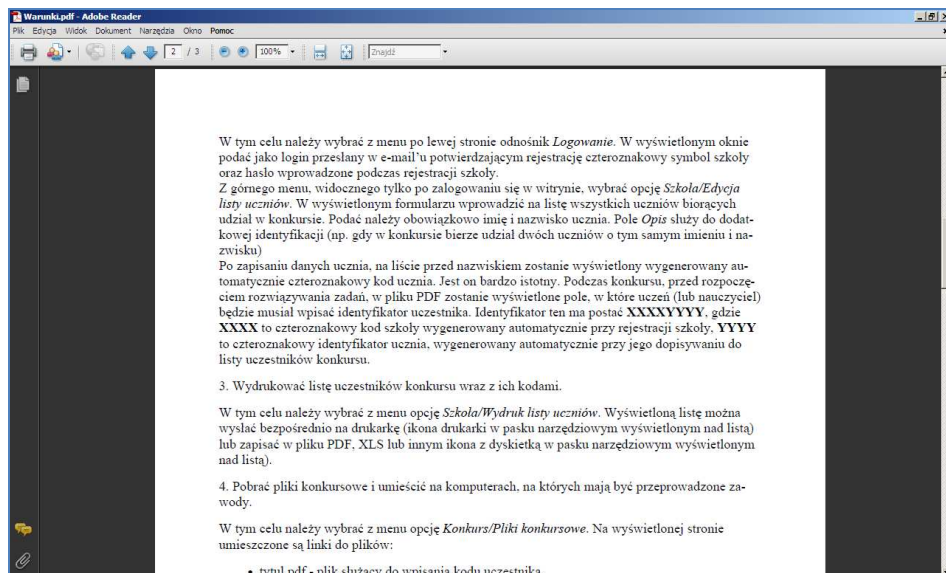 Warunki.pdf - Adobe Reader
Plik Edycja Widok Dokument Narzędzia Okno Pomoc
2 / 3 100% Znajdź
W tym celu należy wybrać z menu po lewej stronie odnośnik Logowanie. W wyświetlonym oknie
podać jako login przesłany w e-mail'u potwierdzającym rejestrację czteroznakowy symbol szkoły
oraz hasło wprowadzone podczas rejestracji szkoły.
Z górnego menu, widocznego tylko po zalogowaniu się w witrynie, wybrać opcję Szkoła/Edycja
listy uczniów. W wyświetlonym formularzu wprowadzić na listę wszystkich uczniów biorących
udział w konkursie. Podać należy obowiązkowo imię i nazwisko ucznia. Pole Opis służy do dodat-
kowej identyfikacji (np. gdy w konkursie bierze udział dwóch uczniów o tym samym imieniu i na-
zwisku)
Po zapisaniu danych ucznia, na liście przed nazwiskiem zostanie wyświetlony wygenerowany au-
tomatycznie czteroznakowy kod ucznia. Jest on bardzo istotny. Podczas konkursu, przed rozpoczę-
ciem rozwiązywania zadań, w pliku PDF zostanie wyświetlone pole, w które uczeń (lub nauczyciel)
będzie musiał wpisać identyfikator uczestnika. Identyfikator ten ma postać XXXXYYYY, gdzie
XXXX to czteroznakowy kod szkoły wygenerowany automatycznie przy rejestracji szkoły, YYYY
to czteroznakowy identyfikator ucznia, wygenerowany automatycznie przy jego dopisywaniu do
listy uczestników konkursu.
3. Wydrukować listę uczestników konkursu wraz z ich kodami.
W tym celu należy wybrać z menu opcję Szkoła/Wydruk listy uczniów. Wyświetloną listę można
wysłać bezpośrednio na drukarkę (ikona drukarki w pasku narzędziowym wyświetlonym nad listą)
lub zapisać w pliku PDF, XLS lub innym ikona z dyskietką w pasku narzędziowym wyświetlonym
nad listą).
4. Pobrać pliki konkursowe i umieścić na komputerach, na których mają być przeprowadzone za-
wody.
W tym celu należy wybrać z menu opcję Konkurs/Pliki konkursowe. Na wyświetlonej stronie
umieszczone są linki do plików:
• tytul.pdf - plik służący do wpisania kodu uczestnika